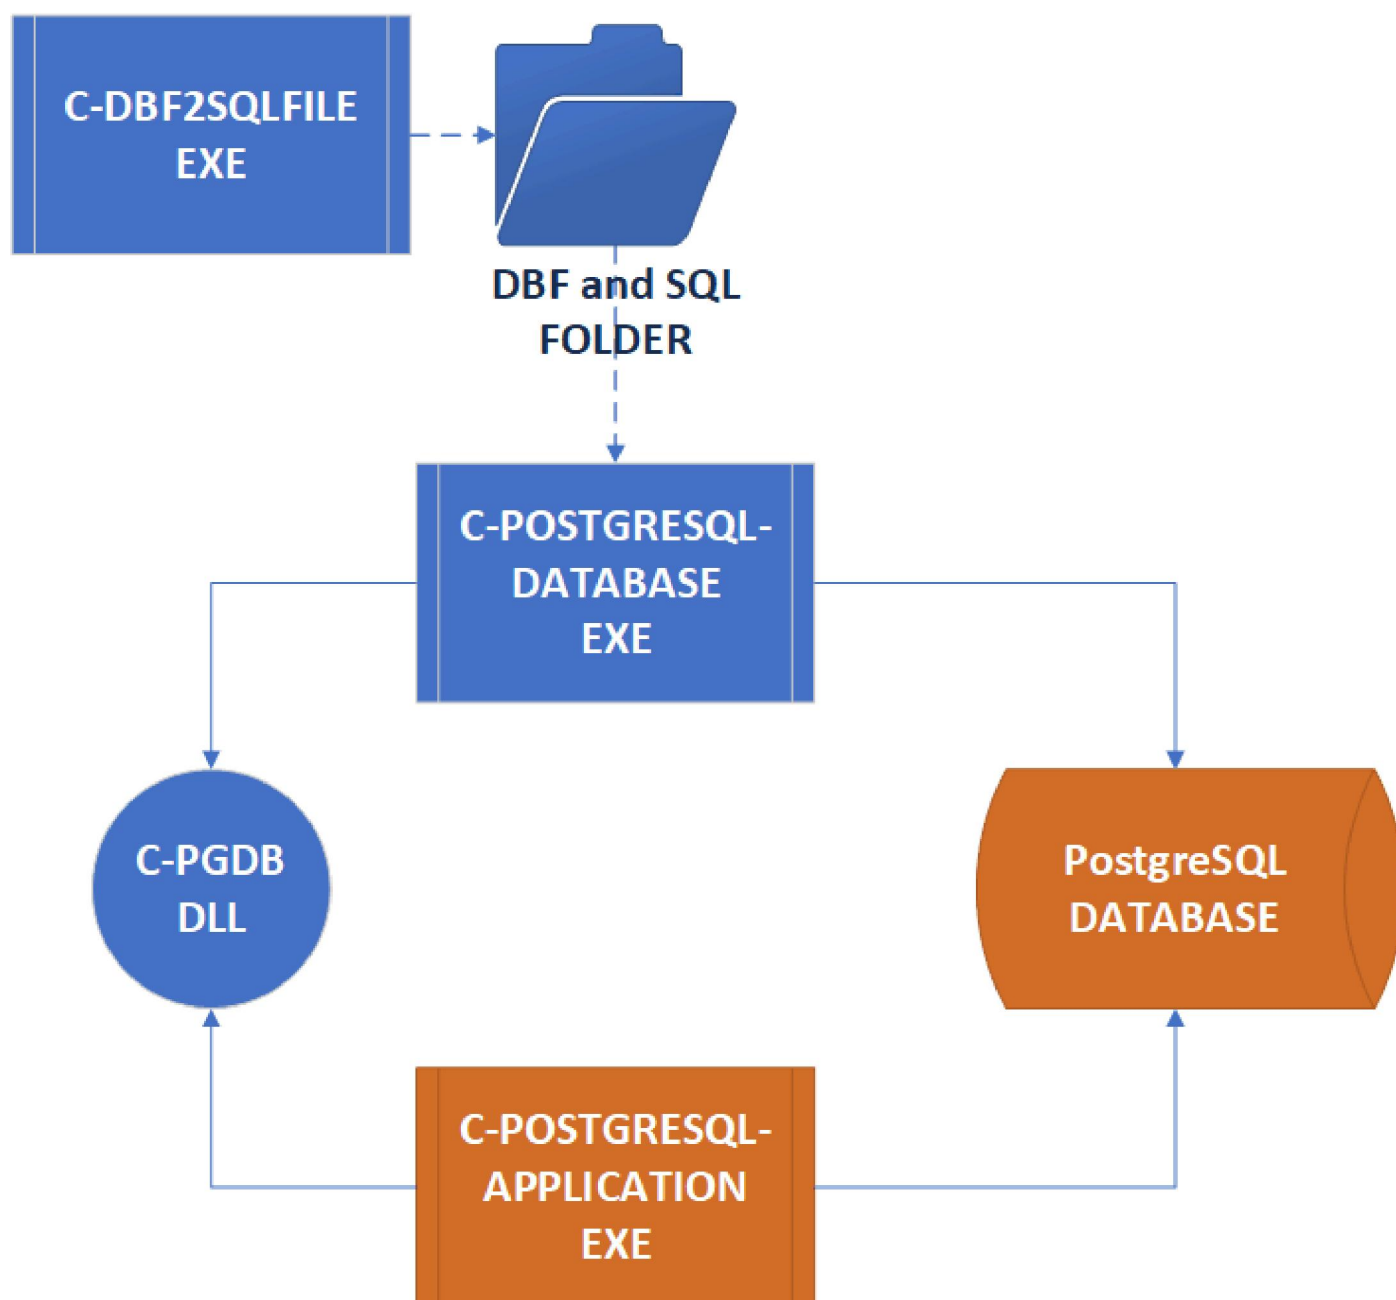 C-DBF2SQLFILE
EXE
DBF and SQL
FOLDER
C-POSTGRESQL-
DATABASE
EXE
C-PGDB
DLL
PostgreSQL
DATABASE
C-POSTGRESQL-
APPLICATION
EXE